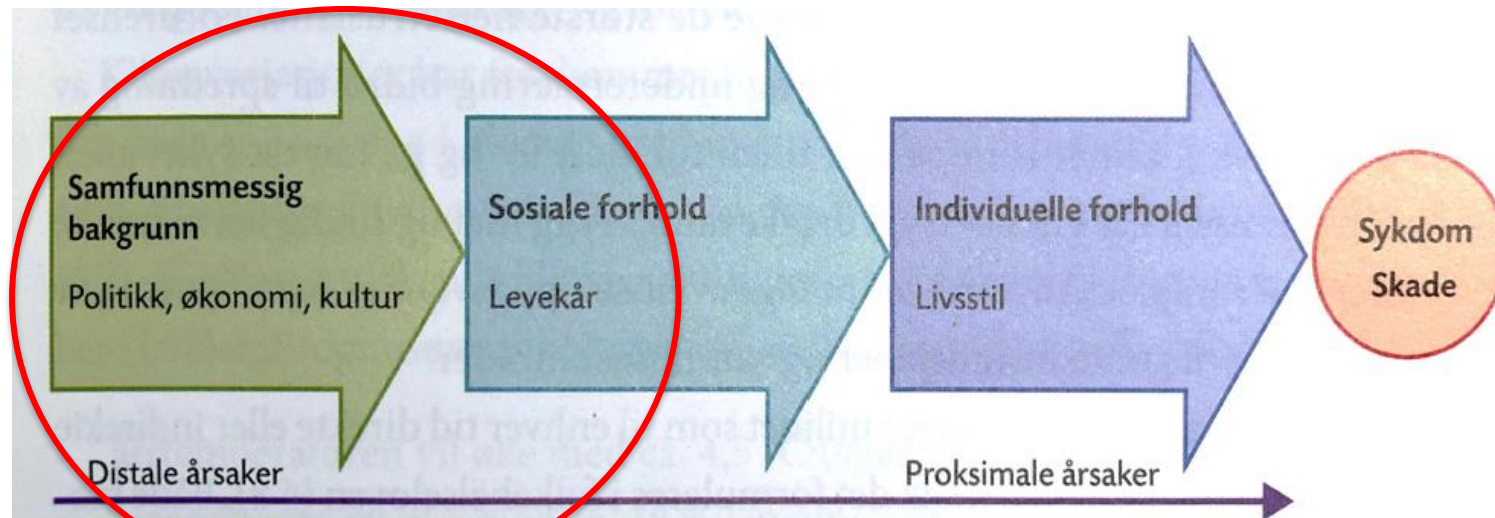 Samfunnsmessig
bakgrunn
Politikk, økonomi, kultur
Sosiale forhold
Levekår
Individuelle forhold
Livsstil
Sykdom
Skade
Distale årsaker
Proksimale årsaker